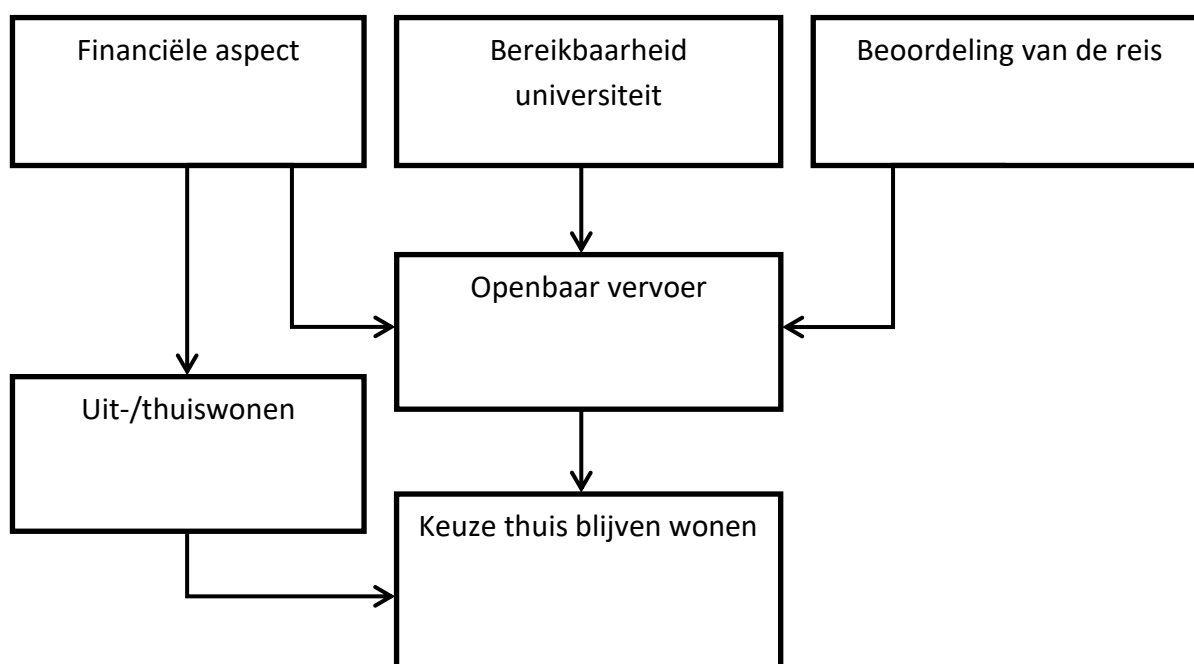 Financiële aspect
Bereikbaarheid
universiteit
Beoordeling van de reis
Openbaar vervoer
Uit-/thuiswonen
Keuze thuis blijven wonen